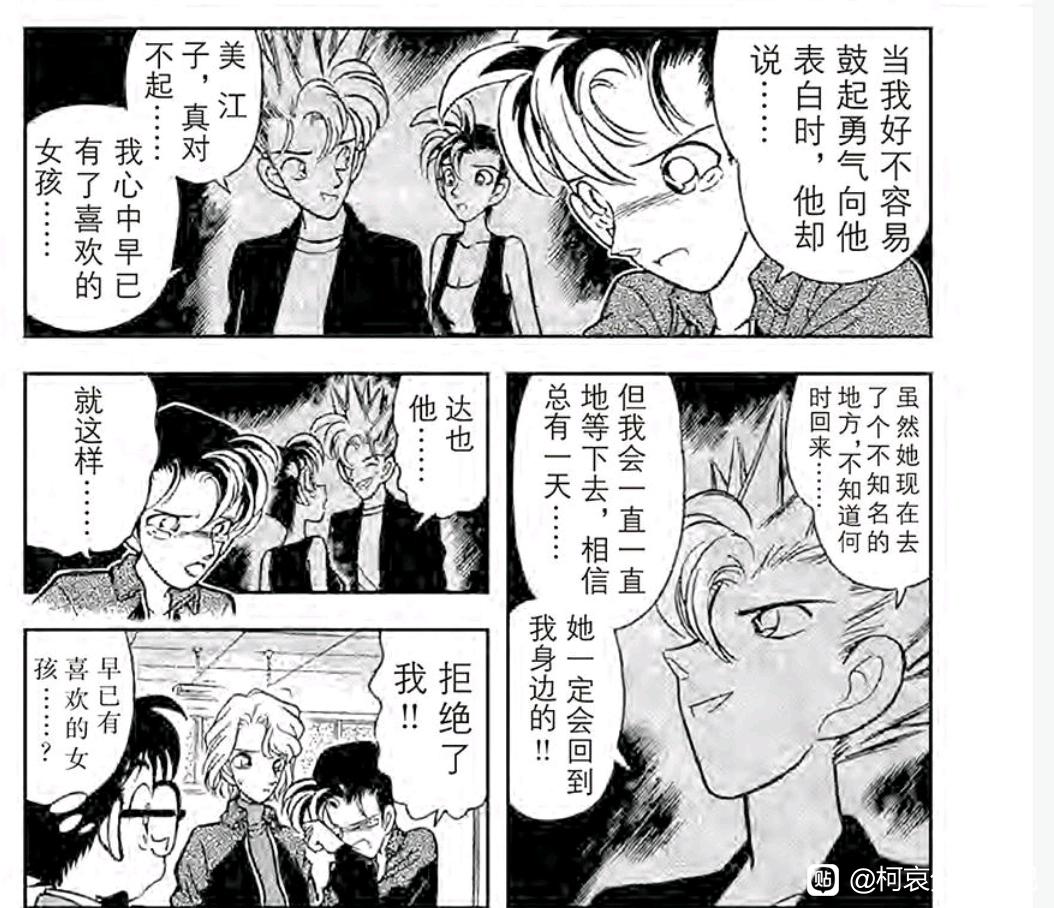 当我好不容易
鼓起勇气向他
表白时，他却
说……
美江
子，真对
不起……
我心中早已
有了喜欢的
女孩……
虽然她现在去
了个不知名的
地方，不知道何
时回来……
但我会一直一直
地等下去，相信
总有一天……
她一定会回到
我身边的!!
达也
他……
就这样……
拒绝了
我!!
早已有
喜欢的女
孩……?
贴 @柯哀